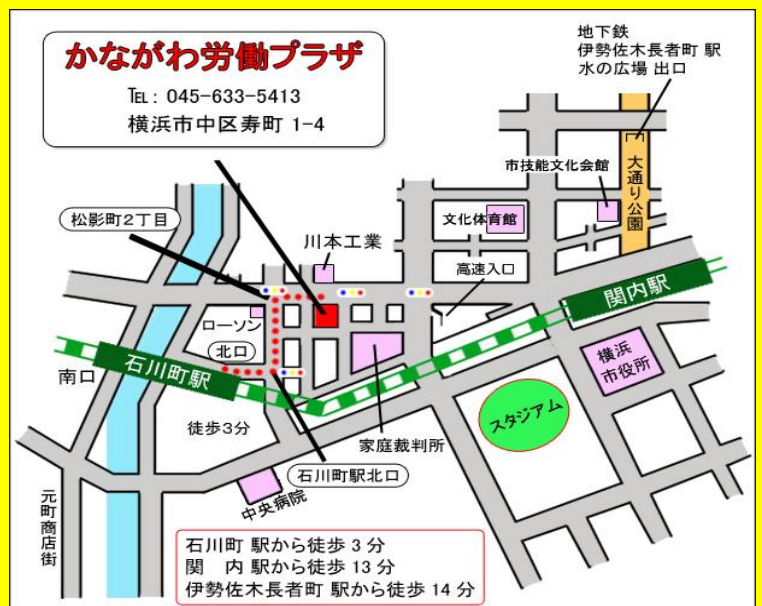 かながわ労働プラザ
℡: 045-633-5413
横浜市中区寿町 1-4
地下鉄
伊勢佐木長者町 駅
水の広場 出口
市技能文化会館
大通り公園
松影町2丁目
文化体育館
川本工業
高速入口
関内駅
ローソン
北口
石川町駅
南口
横浜
市役所
スタジアム
徒歩3分
家庭裁判所
石川町駅北口
中央病院
元町商店街
石川町 駅から徒歩 3 分
関 内 駅から徒歩 13 分
伊勢佐木長者町 駅から徒歩 14 分